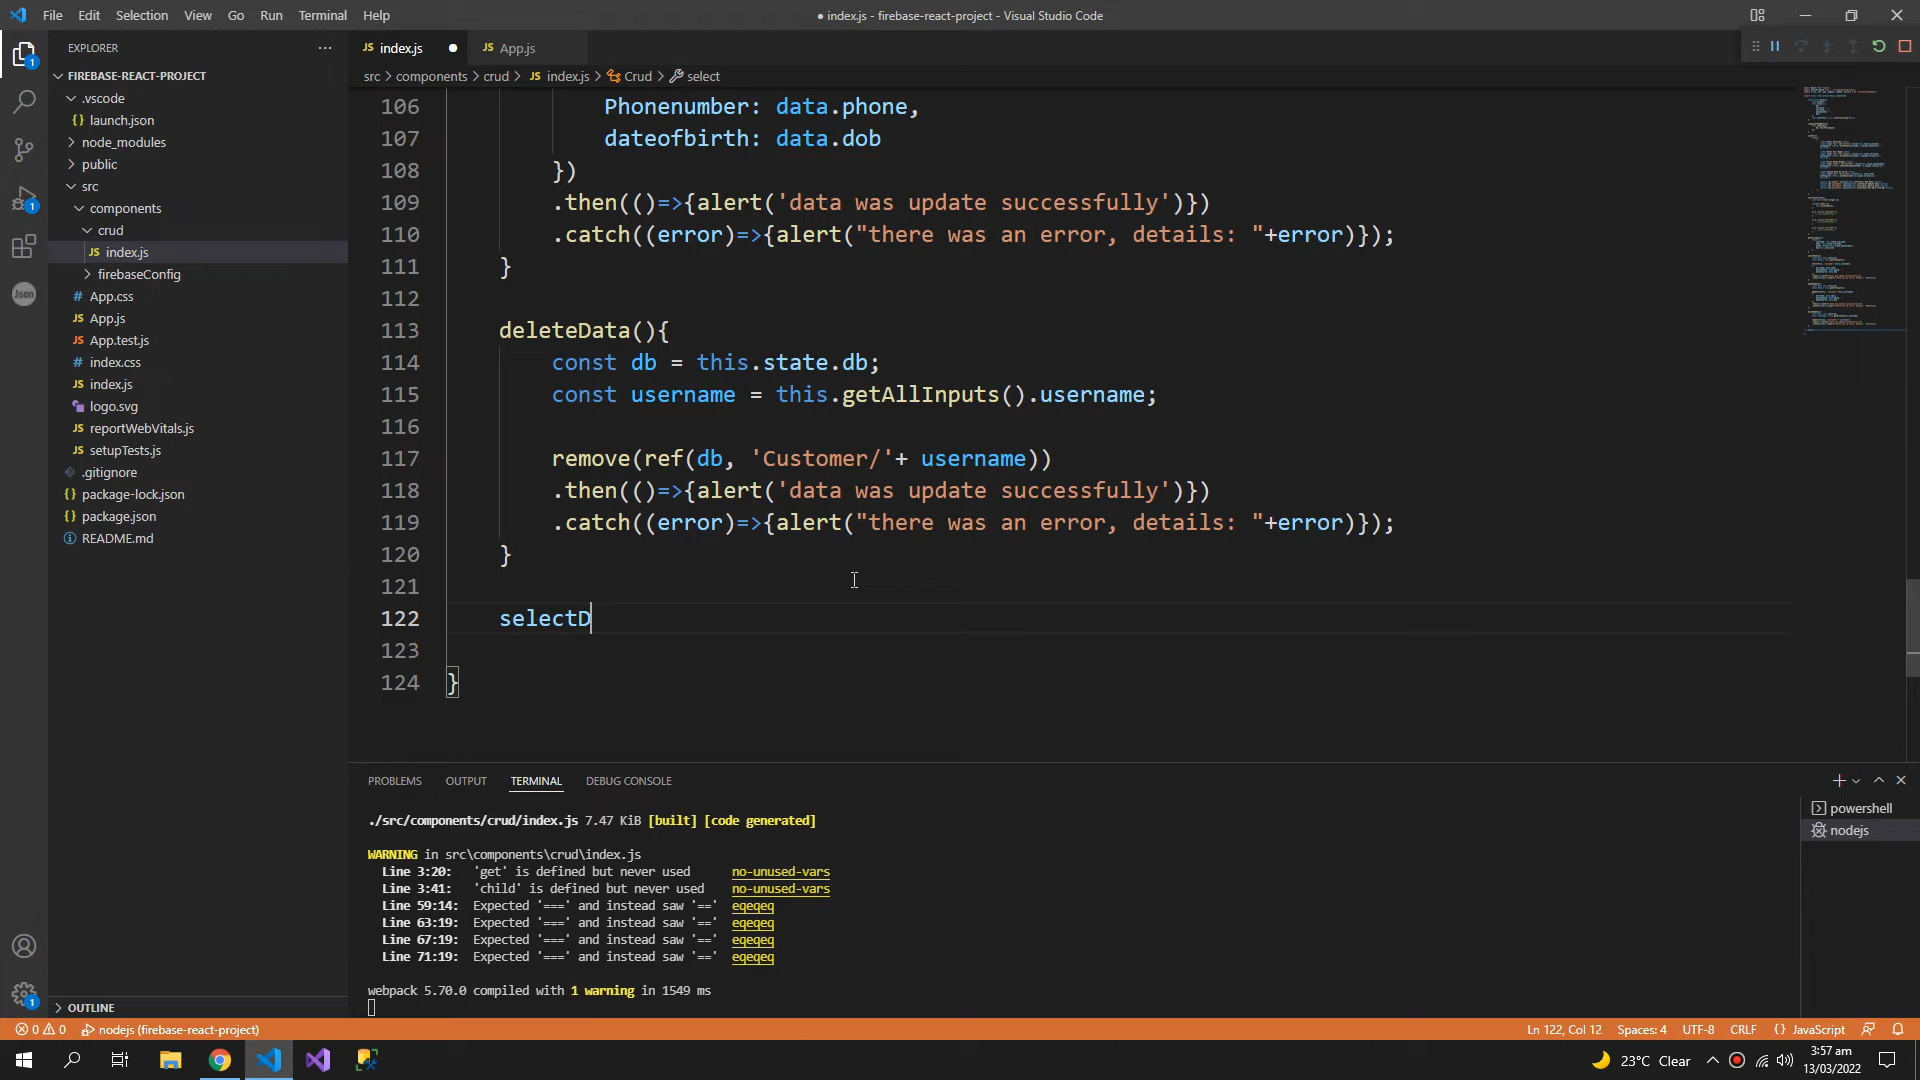 File Edit Selection View Go Run Terminal Help
● index.js - firebase-react-project - Visual Studio Code
EXPLORER
FIREBASE-REACT-PROJECT
.vscode
{} launch.json
node_modules
public
src
components
crud
JS index.js
firebaseConfig
# App.css
JS App.js
JS App.test.js
# index.css
JS index.js
logo.svg
JS reportWebVitals.js
JS setupTests.js
.gitignore
{} package-lock.json
{} package.json
README.md
OUTLINE
1
1
Json
1
JS index.js ●
JS App.js
src > components > crud > JS index.js > Crud > select
106 Phonenumber: data.phone,
107 dateofbirth: data.dob
108 })
109 .then(()=>{alert('data was update successfully')})
110 .catch((error)=>{alert("there was an error, details: "+error)});
111 }
112
113 deleteData(){
114 const db = this.state.db;
115 const username = this.getAllInputs().username;
116
117 remove(ref(db, 'Customer/'+ username))
118 .then(()=>{alert('data was update successfully')})
119 .catch((error)=>{alert("there was an error, details: "+error)});
120 }
121
122 selectD
123
124 }
PROBLEMS OUTPUT TERMINAL DEBUG CONSOLE
powershell
nodejs
./src/components/crud/index.js 7.47 KiB [built] [code generated]
WARNING in src\components\crud\index.js
Line 3:20: 'get' is defined but never used no-unused-vars
Line 3:41: 'child' is defined but never used no-unused-vars
Line 59:14: Expected '===' and instead saw '==' eqeqeq
Line 63:19: Expected '===' and instead saw '==' eqeqeq
Line 67:19: Expected '===' and instead saw '==' eqeqeq
Line 71:19: Expected '===' and instead saw '==' eqeqeq
webpack 5.70.0 compiled with 1 warning in 1549 ms
0 0 nodejs (firebase-react-project)
Ln 122, Col 12 Spaces: 4 UTF-8 CRLF {} JavaScript
23°C Clear
3:57 am
13/03/2022